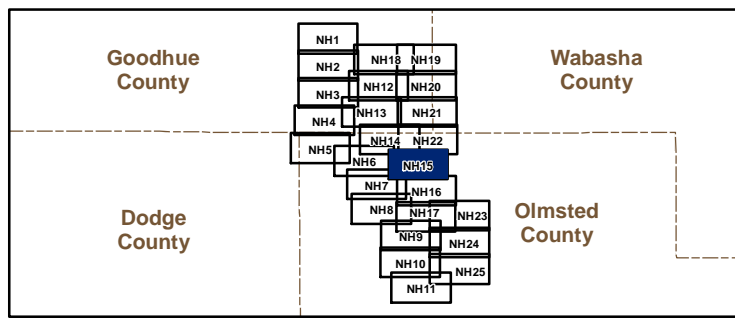 NH1
Goodhue
County
NH18
NH19
Wabasha
County
NH2
NH12
NH20
NH3
NH13
NH21
NH4
NH14
NH22
NH5
NH6
NH15
NH7
NH16
NH8
NH17
NH23
Dodge
County
Olmsted
County
NH9
NH24
NH10
NH25
NH11